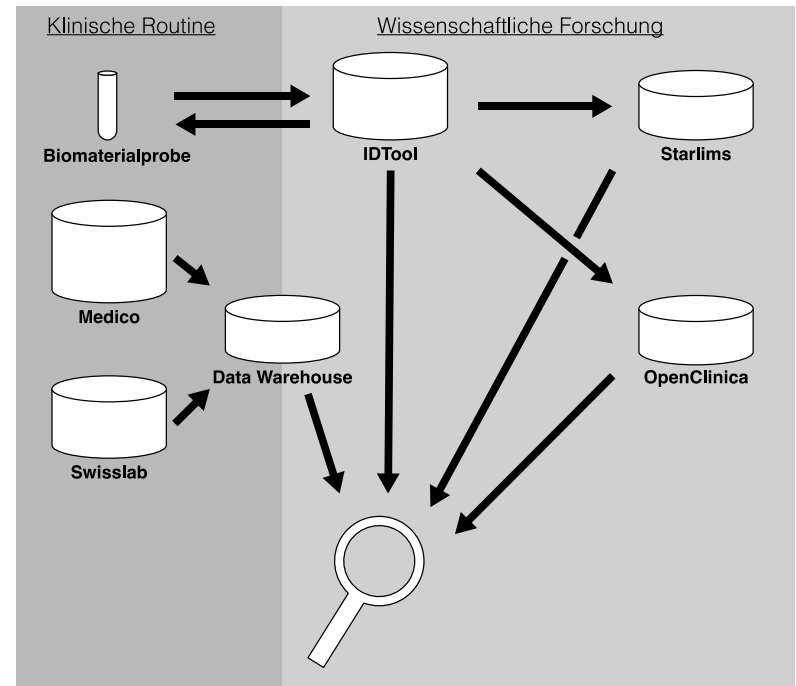 Klinische Routine
Wissenschaftliche Forschung
Biomaterialprobe
IDTool
Starlims
Medico
Data Warehouse
OpenClinica
Swisslab